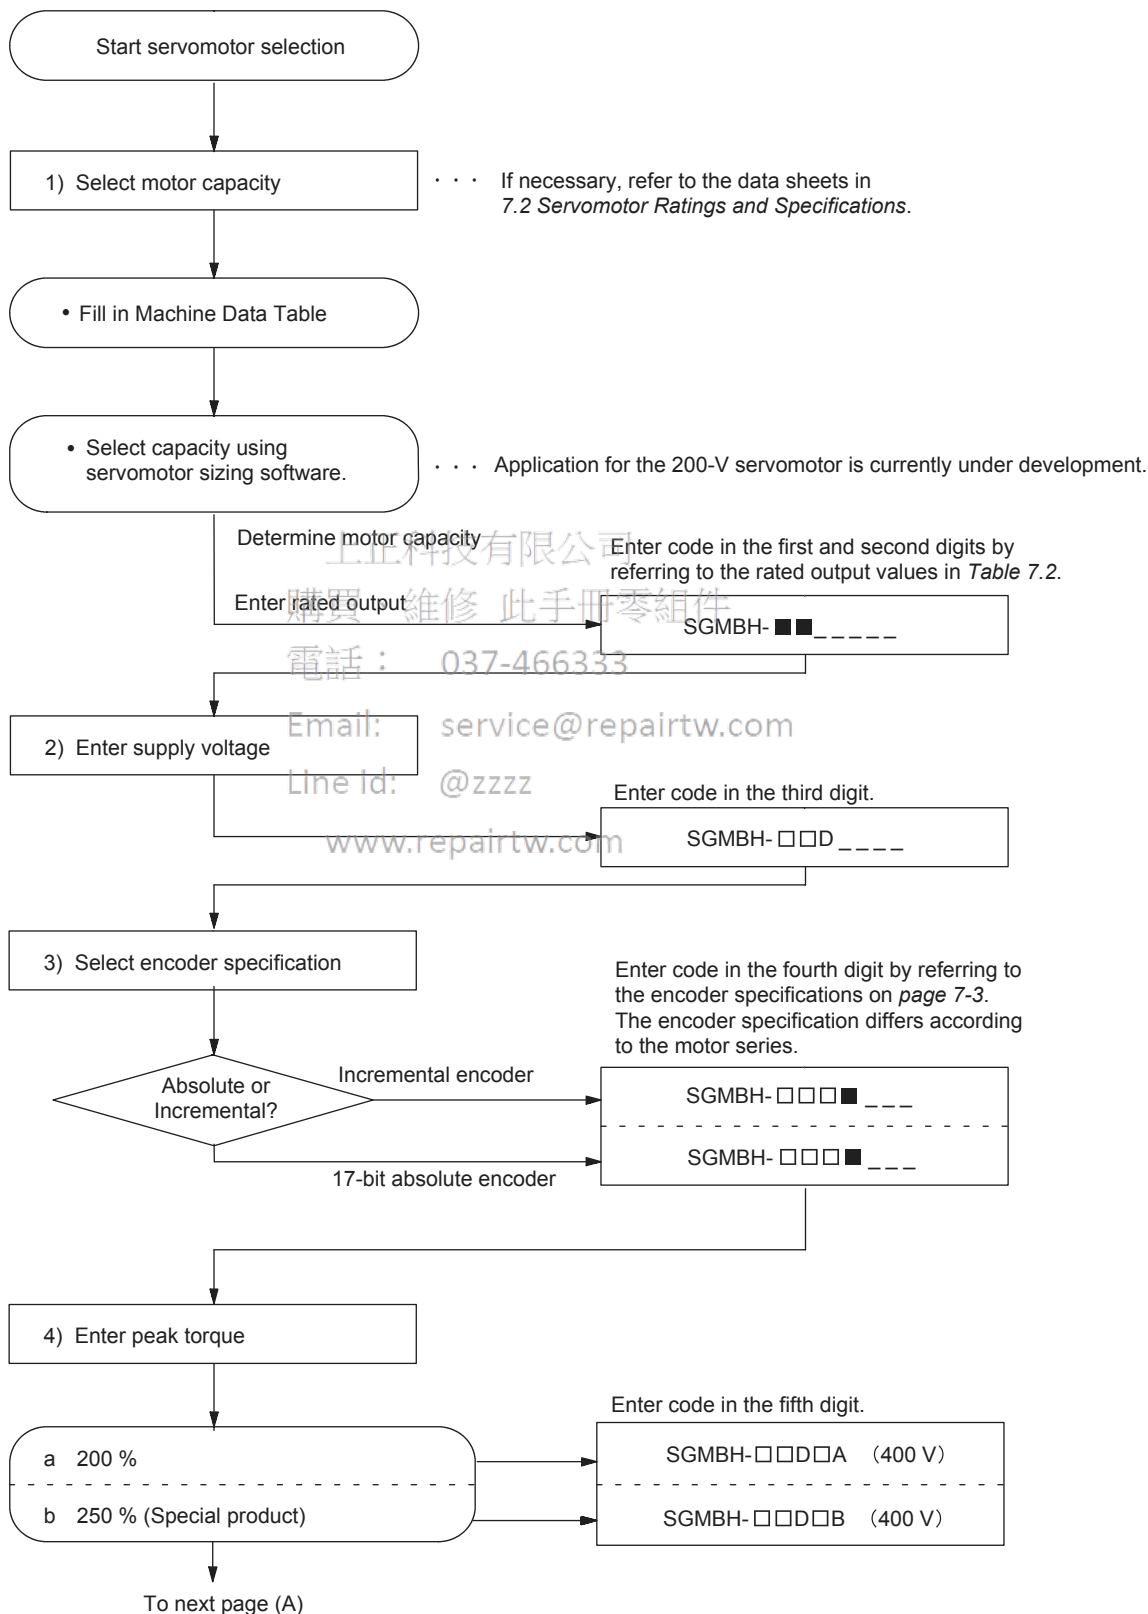 Start servomotor selection
1) Select motor capacity
· · · If necessary, refer to the data sheets in
7.2 Servomotor Ratings and Specifications.
• Fill in Machine Data Table
• Select capacity using
servomotor sizing software.
· · · Application for the 200-V servomotor is currently under development.
Determine motor capacity
上正科技有限公司
Enter code in the first and second digits by
referring to the rated output values in Table 7.2.
Enter rated output
購買、維修 此手冊零組件
SGMBH- ■■_ _ _ _ _
電話： 037-466333
Email: service@repairtw.com
2) Enter supply voltage
Line Id: @zzzz
Enter code in the third digit.
www.repairtw.com
SGMBH- □□D _ _ _ _
3) Select encoder specification
Enter code in the fourth digit by referring to
the encoder specifications on page 7-3.
The encoder specification differs according
to the motor series.
Absolute or
Incremental?
Incremental encoder
SGMBH- □□□■ _ _ _
17-bit absolute encoder
SGMBH- □□□■ _ _ _
4) Enter peak torque
Enter code in the fifth digit.
a 200 %
SGMBH-□□D□A （400 V）
b 250 % (Special product)
SGMBH-□□D□B （400 V）
To next page (A)